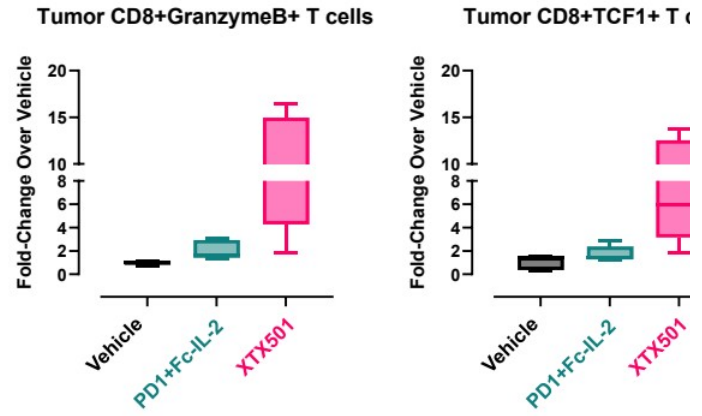 Tumor CD8+GranzymeB+ T cells
Fold-Change Over Vehicle
20
15
10
8
6
4
2
0
Vehicle
PD1+Fc-IL-2
XTX501
Tumor CD8+TCF1+ T
Fold-Change Over Vehicle
20
15
10
8
6
4
2
0
Vehicle
PD1+Fc-IL-2
XTX501